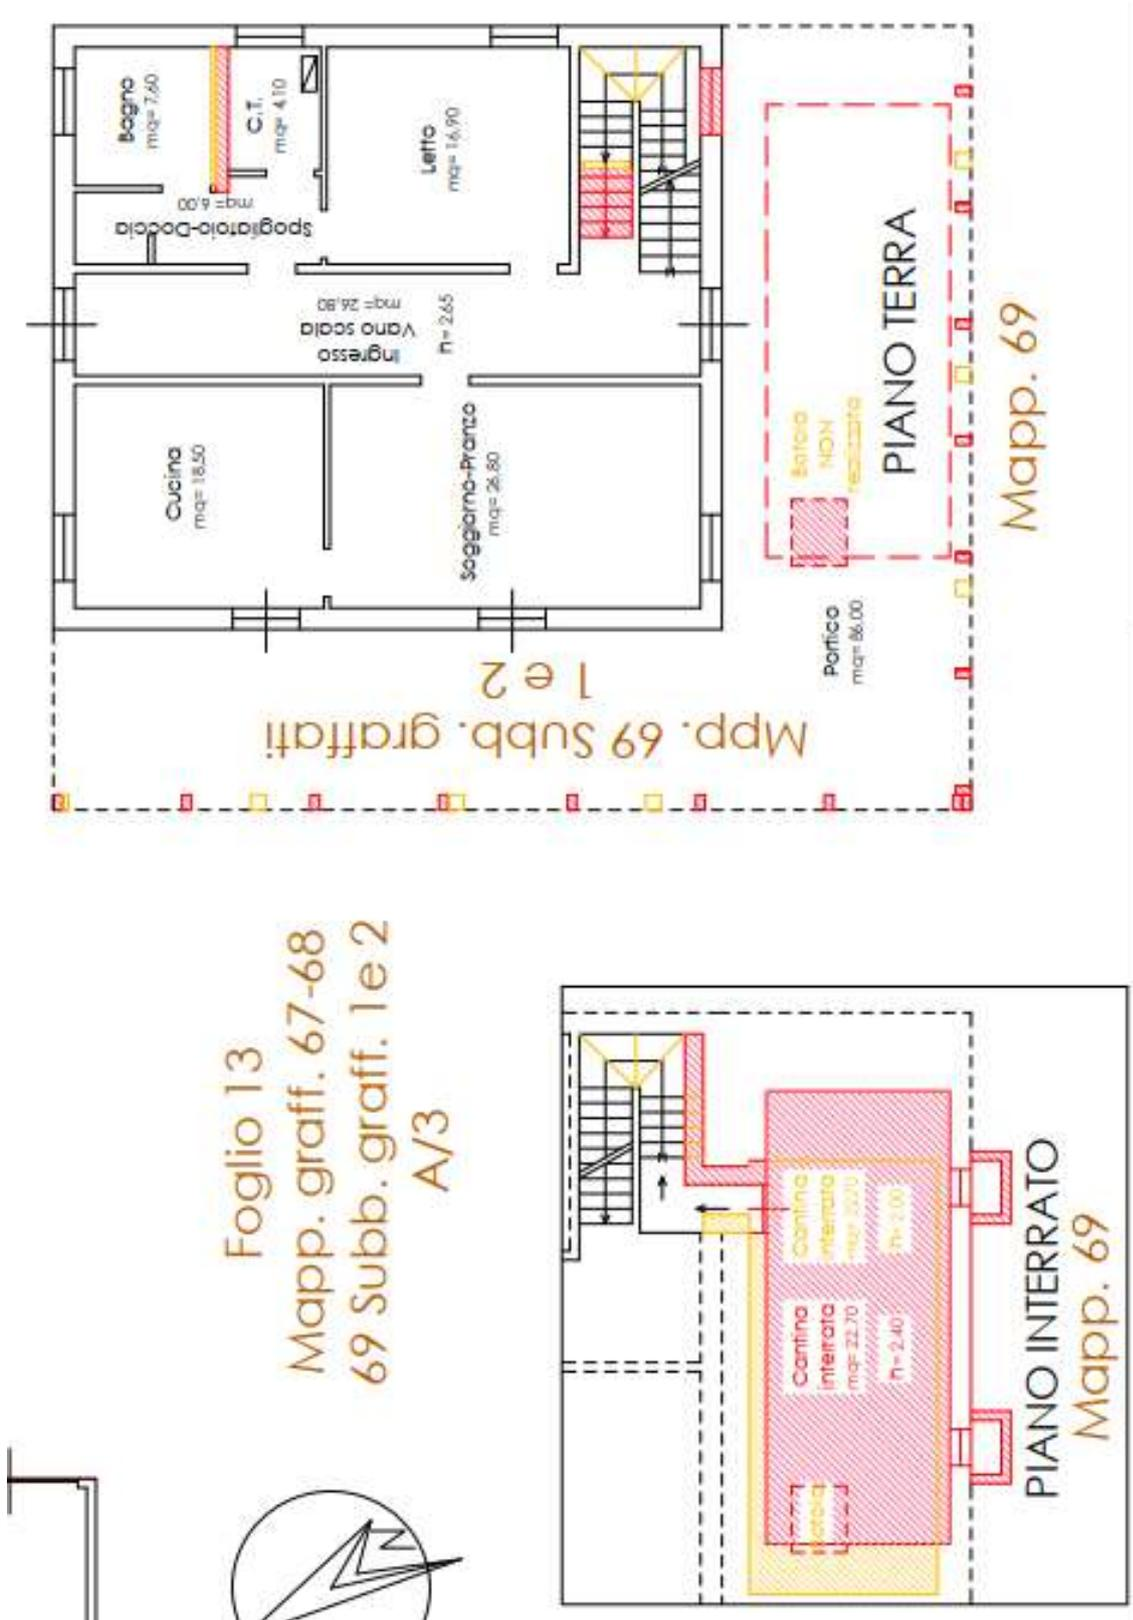 Bagno
mq= 7,60
C.T.
mq= 4,10
Letto
mq= 16,90
Spogliatoio-Doccia
mq= 6,00
Ingresso
Vano scala
mq= 26,80
h= 2,65
Cucina
mq= 18,50
Soggiorno-Pranzo
mq= 26,80
Botola
NON
realizzata
PIANO TERRA
Mapp. 69
Portico
mq= 86,00
Mpp. 69 Subb. graffati
1 e 2
Foglio 13
Mapp. graff. 67-68
69 Subb. graff. 1e 2
A/3
Cantina
interrata
h= 2.00
Cantina
interrata
mq= 22,70
h= 2,40
Botola
PIANO INTERRATO
Mapp. 69
N